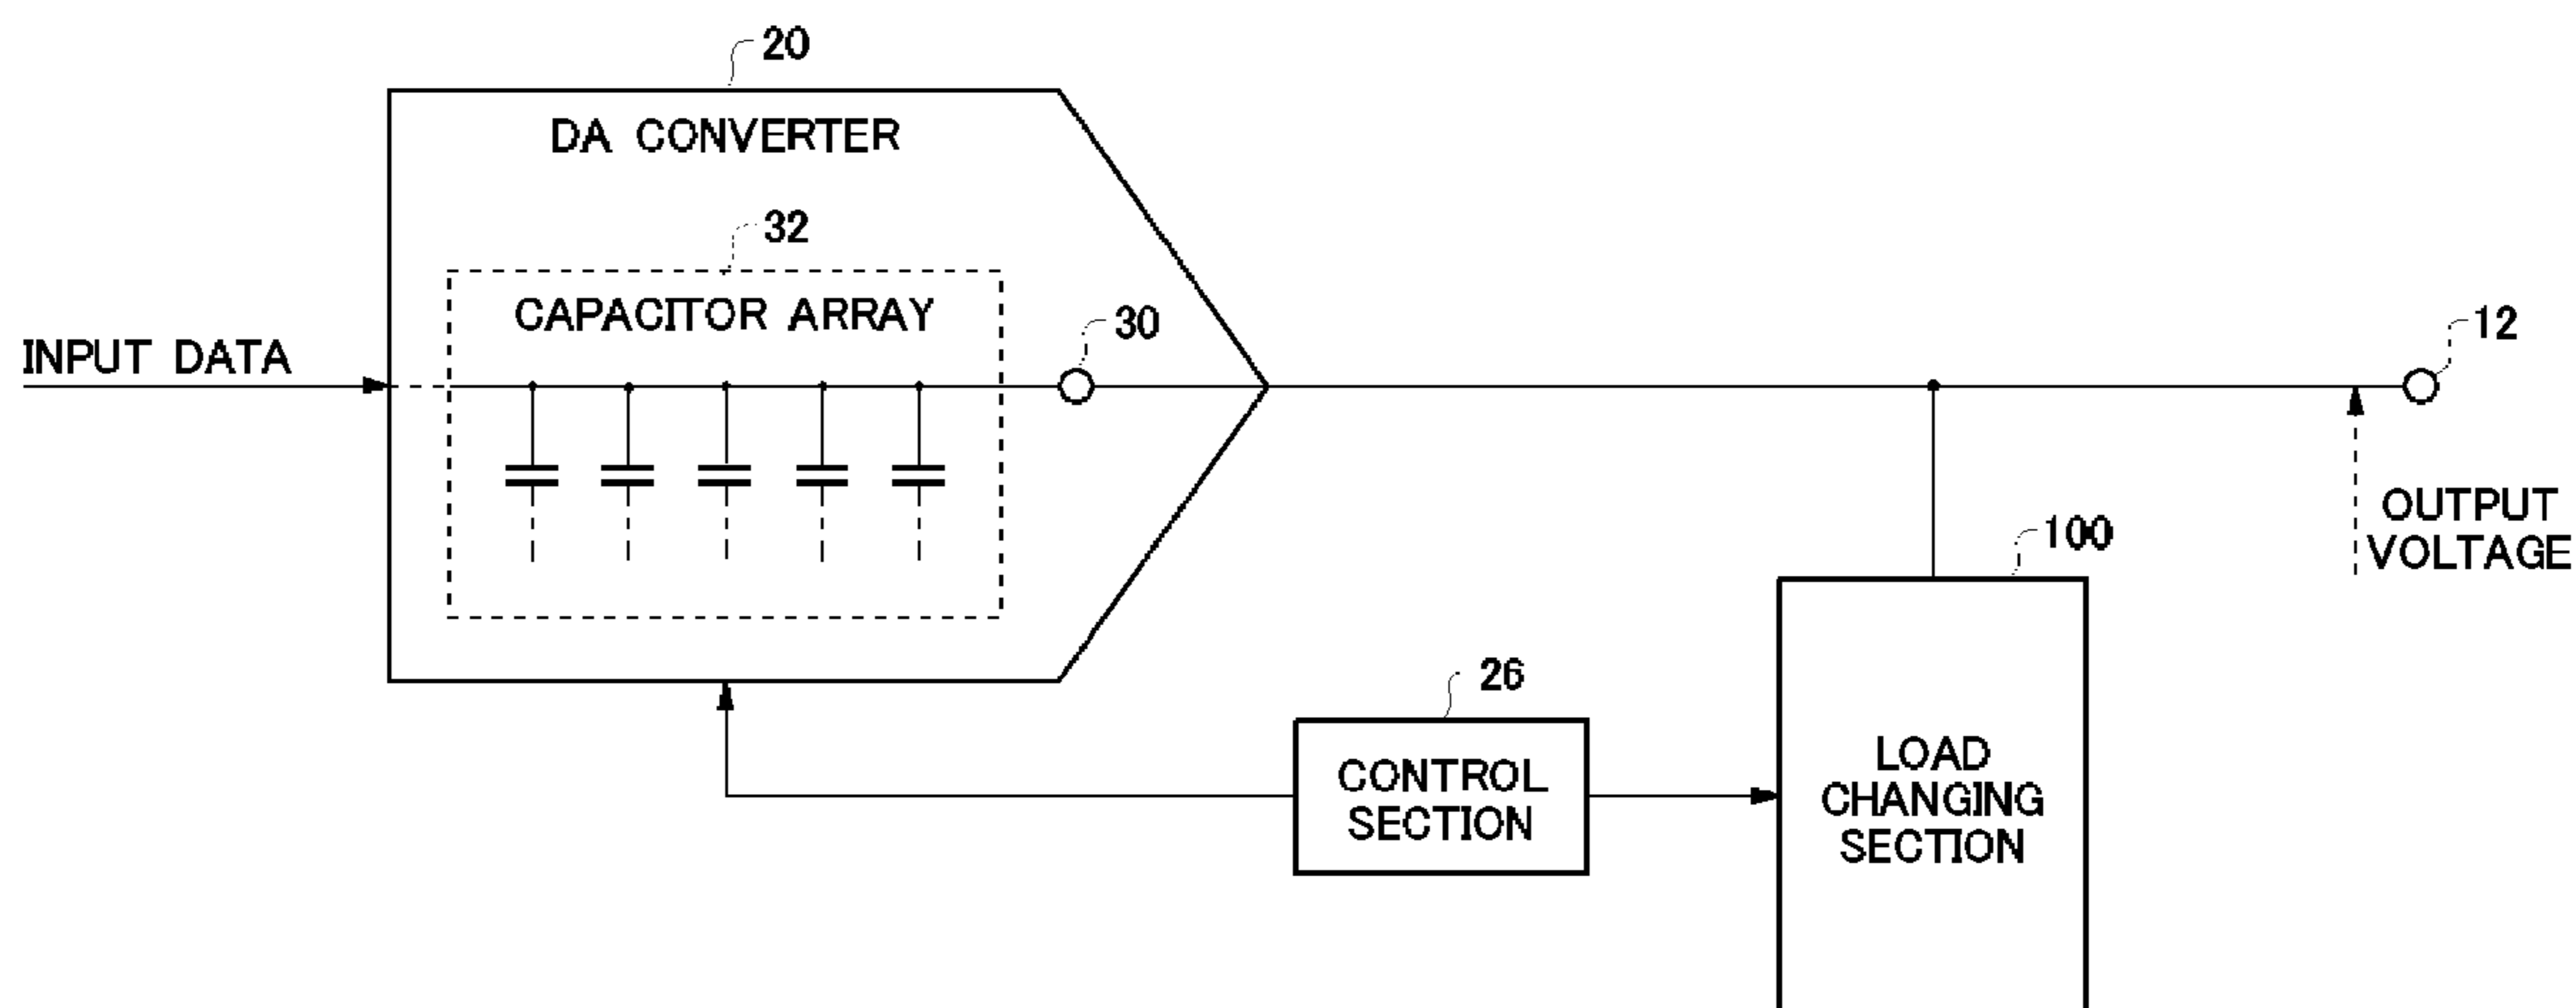 20
DA CONVERTER
32
CAPACITOR ARRAY
30
12
INPUT DATA
OUTPUT
VOLTAGE
100
26
CONTROL
SECTION
LOAD
CHANGING
SECTION